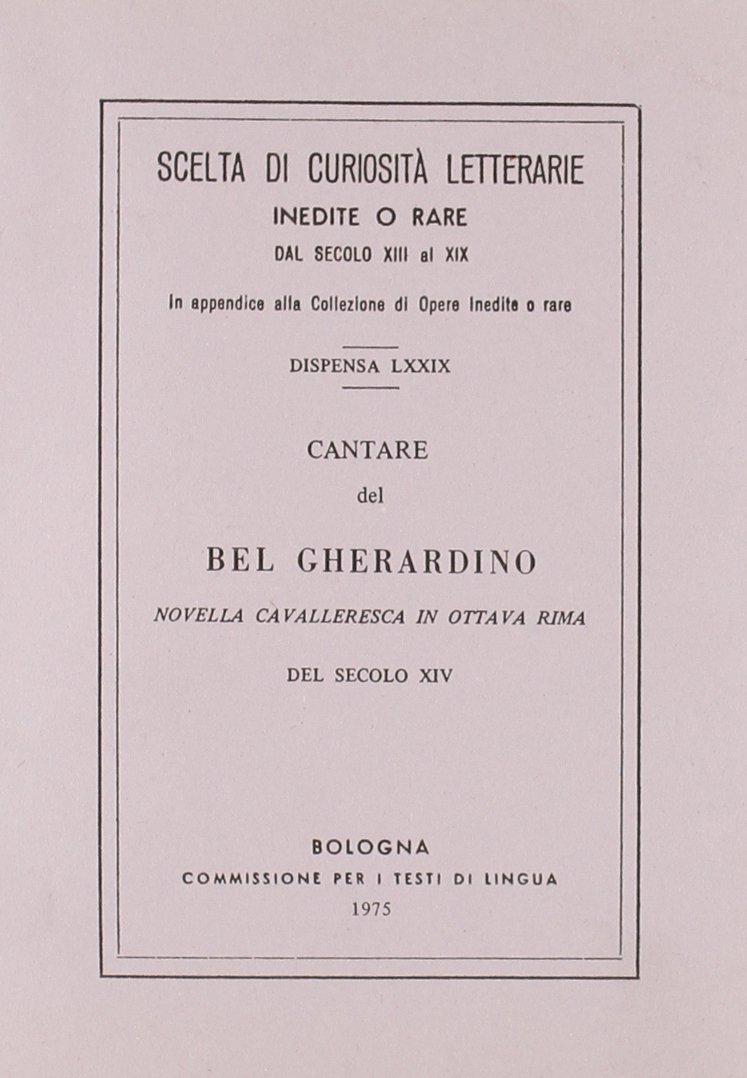 SCELTA DI CURIOSITÀ LETTERARIE
INEDITE O RARE
DAL SECOLO XIII al XIX
In appendice alla Collezione di Opere inedite o rare
DISPENSA LXXIX
CANTARE
del
BEL GHERARDINO
NOVELLA CAVALLERESCA IN OTTAVA RIMA
DEL SECOLO XIV
BOLOGNA
COMMISSIONE PER I TESTI DI LINGUA
1975